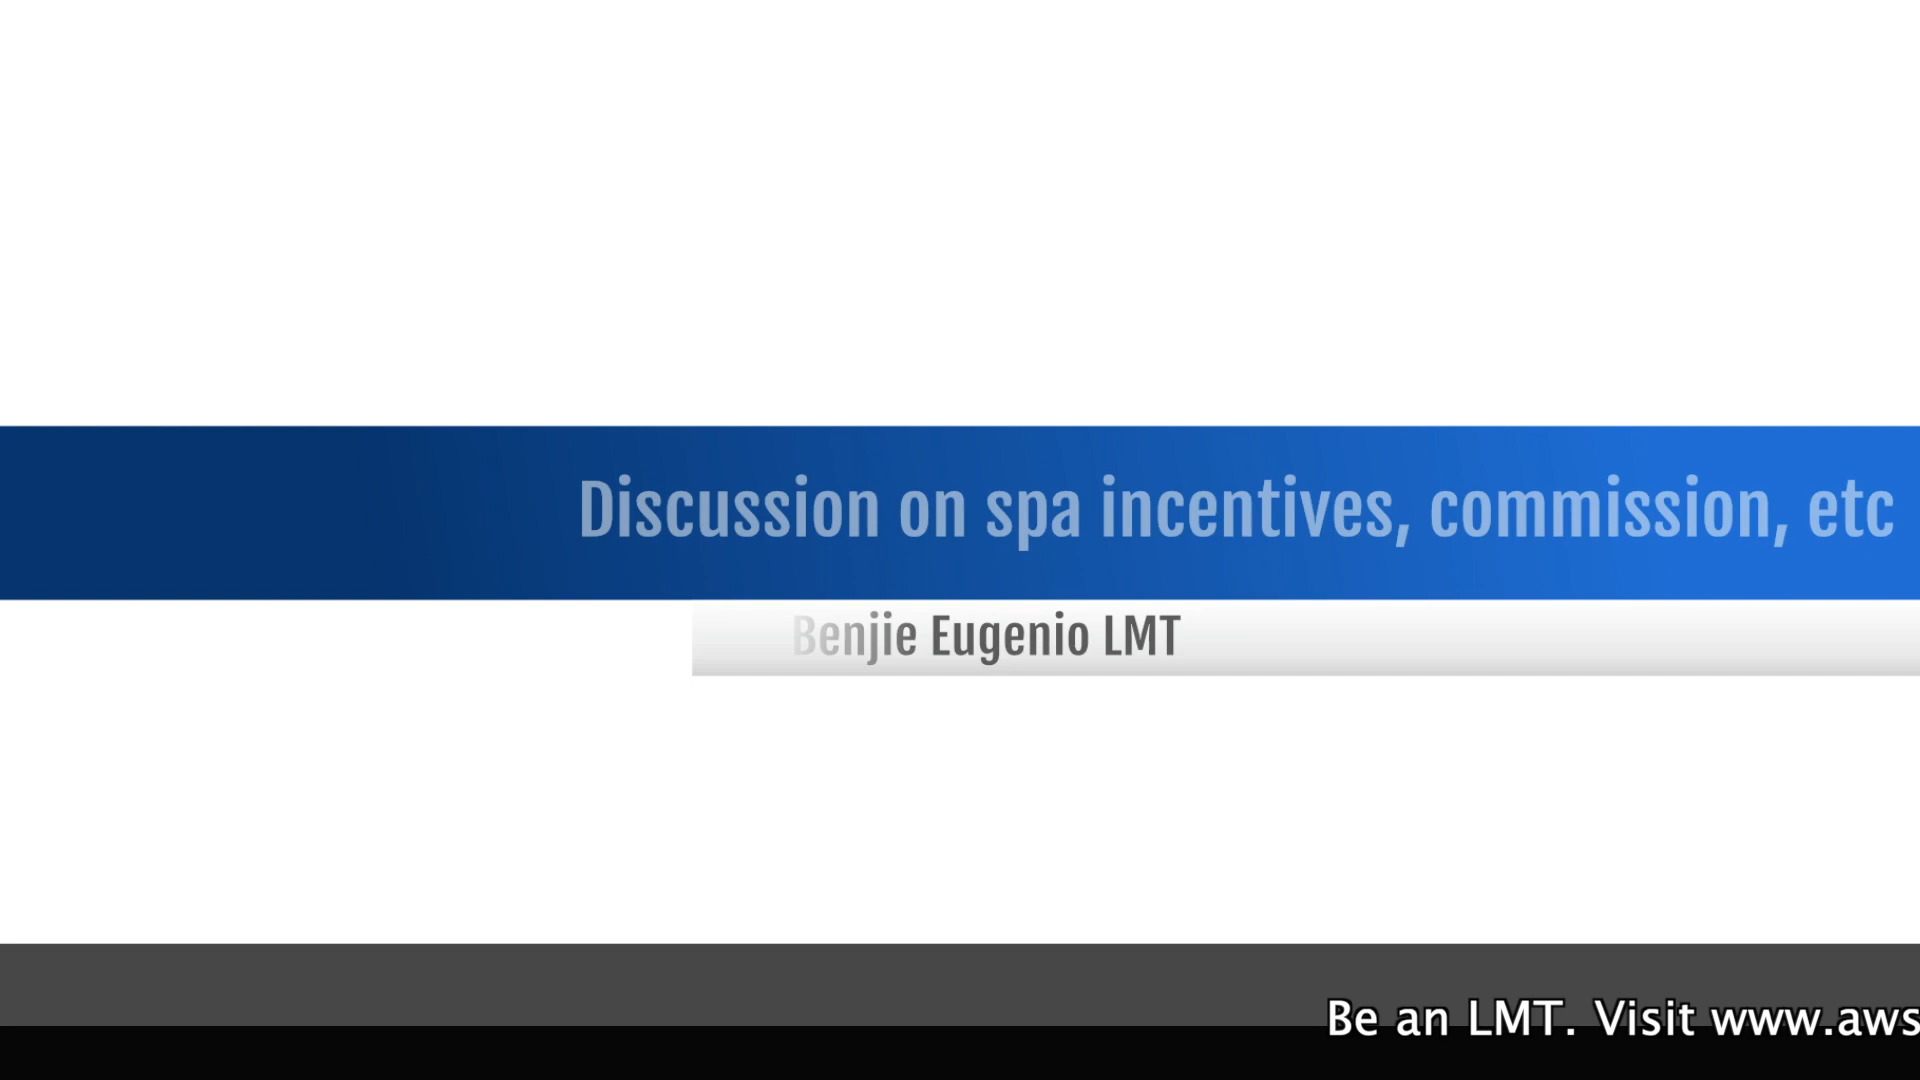 Discussion on spa incentives, commission, etc
Benjie Eugenio LMT
Be an LMT. Visit www.aws